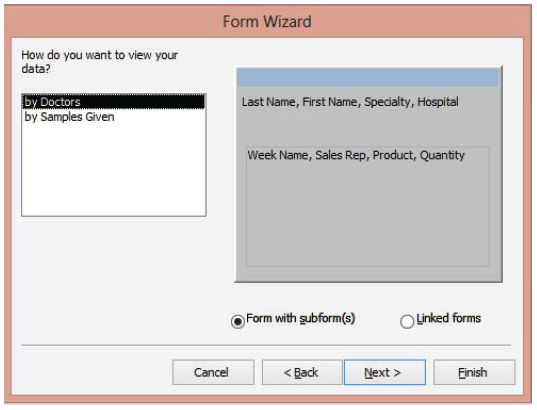 Form Wizard
How do you want to view your
data?
by Doctors
by Samples Given
Last Name, First Name, Specialty, Hospital
Week Name, Sales Rep, Product, Quantity
Form with subform(s)
Linked forms
Cancel
< Back
Next >
Finish